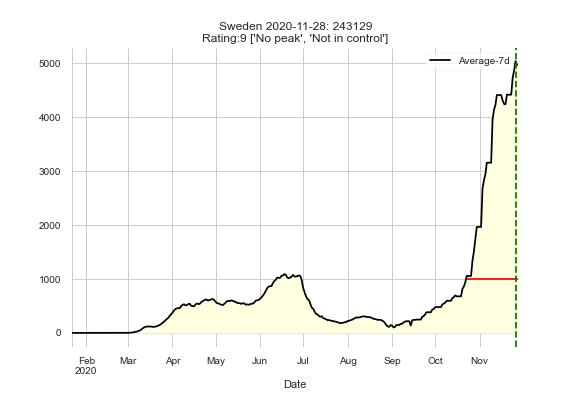 Sweden 2020-11-28: 243129
Rating:9 ['No peak', 'Not in control']
Average-7d
5000
4000
3000
2000
1000
0
Feb Mar Apr May Jun Jul Aug Sep Oct Nov
2020
Date